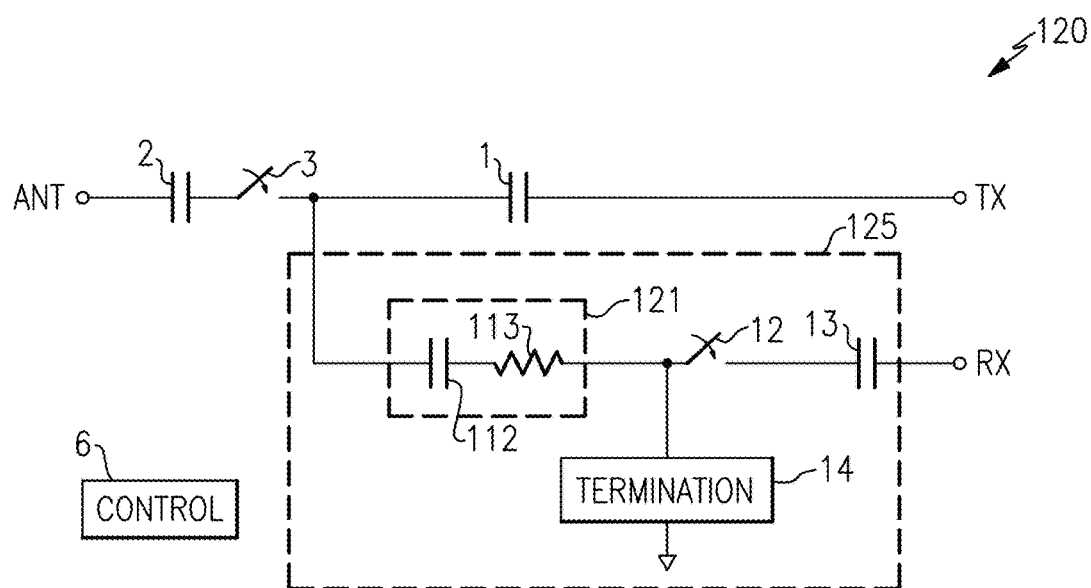 120
2
3
1
ANT
TX
125
121
113
12
13
RX
112
6
14
CONTROL
TERMINATION